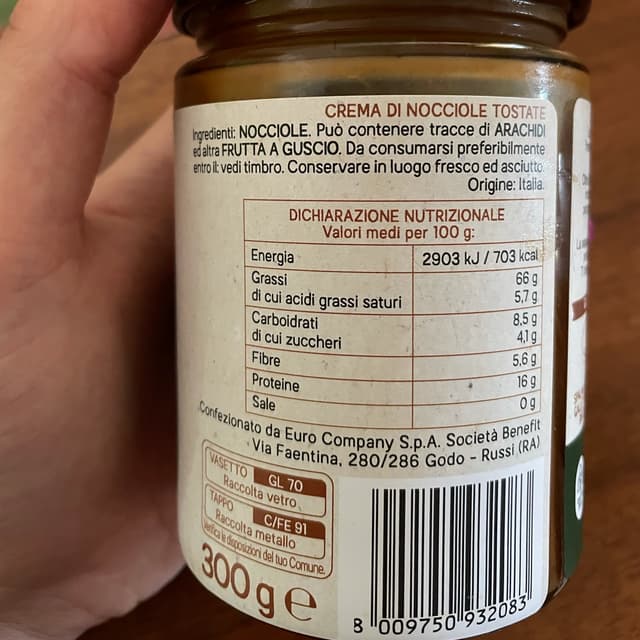 CREMA DI NOCCIOLE TOSTATE
Ingredienti: NOCCIOLE. Può contenere tracce di ARACHIDI
ed altra FRUTTA A GUSCIO. Da consumarsi preferibilmente
entro il: vedi timbro. Conservare in luogo fresco ed asciutto.
Origine: Italia.
DICHIARAZIONE NUTRIZIONALE
Valori medi per 100 g:
Energia 2903 kJ / 703 kcal
Grassi 66 g
di cui acidi grassi saturi 5,7 g
Carboidrati 8,5 g
di cui zuccheri 4,1 g
Fibre 5,6 g
Proteine 16 g
Sale 0 g
Confezionato da Euro Company S.p.A. Società Benefit
Via Faentina, 280/286 Godo - Russi (RA)
VASETTO GL 70
Raccolta vetro
TAPPO C/FE 91
Raccolta metallo
Verifica le disposizioni del tuo Comune.
300 g e
8 009750 932083